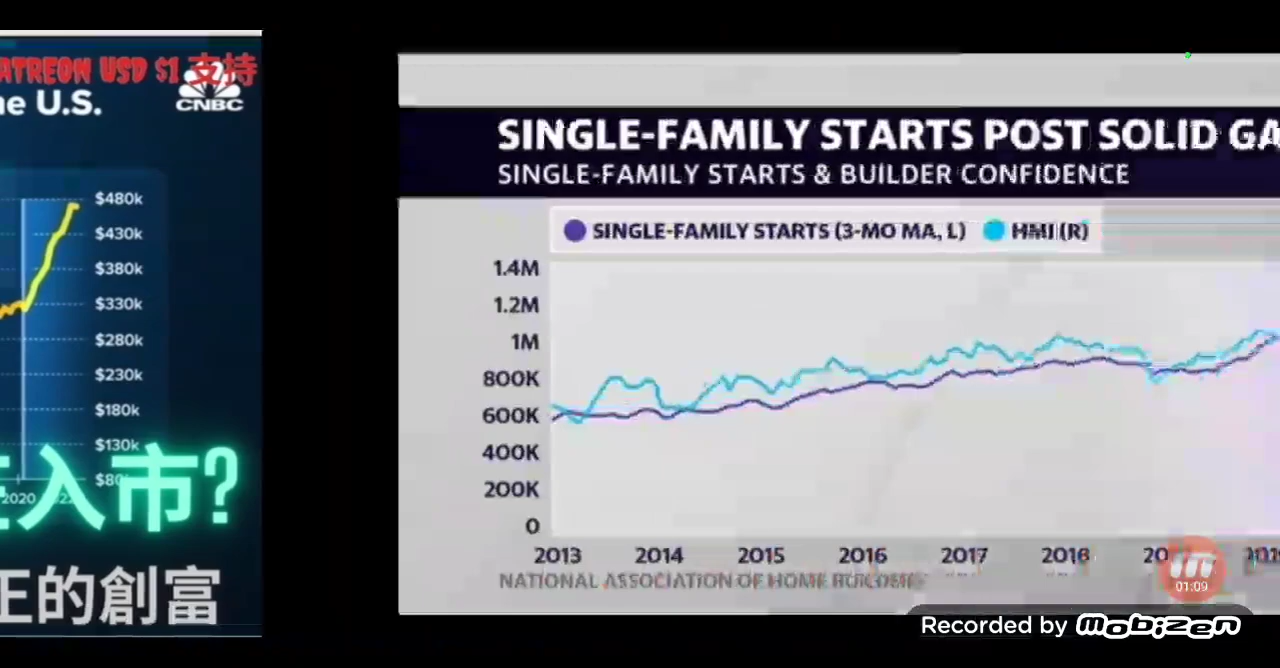 ATREON USD $1 支持
e U.S.
CNBC
$480k
$430k
$380k
$330k
$280k
$230k
$180k
$130k
2020
入市?
正的創富
SINGLE-FAMILY STARTS POST SOLID GA
SINGLE-FAMILY STARTS & BUILDER CONFIDENCE
SINGLE-FAMILY STARTS (3-MO MA, L)
HMI (R)
1.4M
1.2M
1M
800K
600K
400K
200K
0
2013 2014 2015 2016 2017 2018
NATIONAL ASSOCIATION OF HOME BUILDERS
01:09
Recorded by mobizen